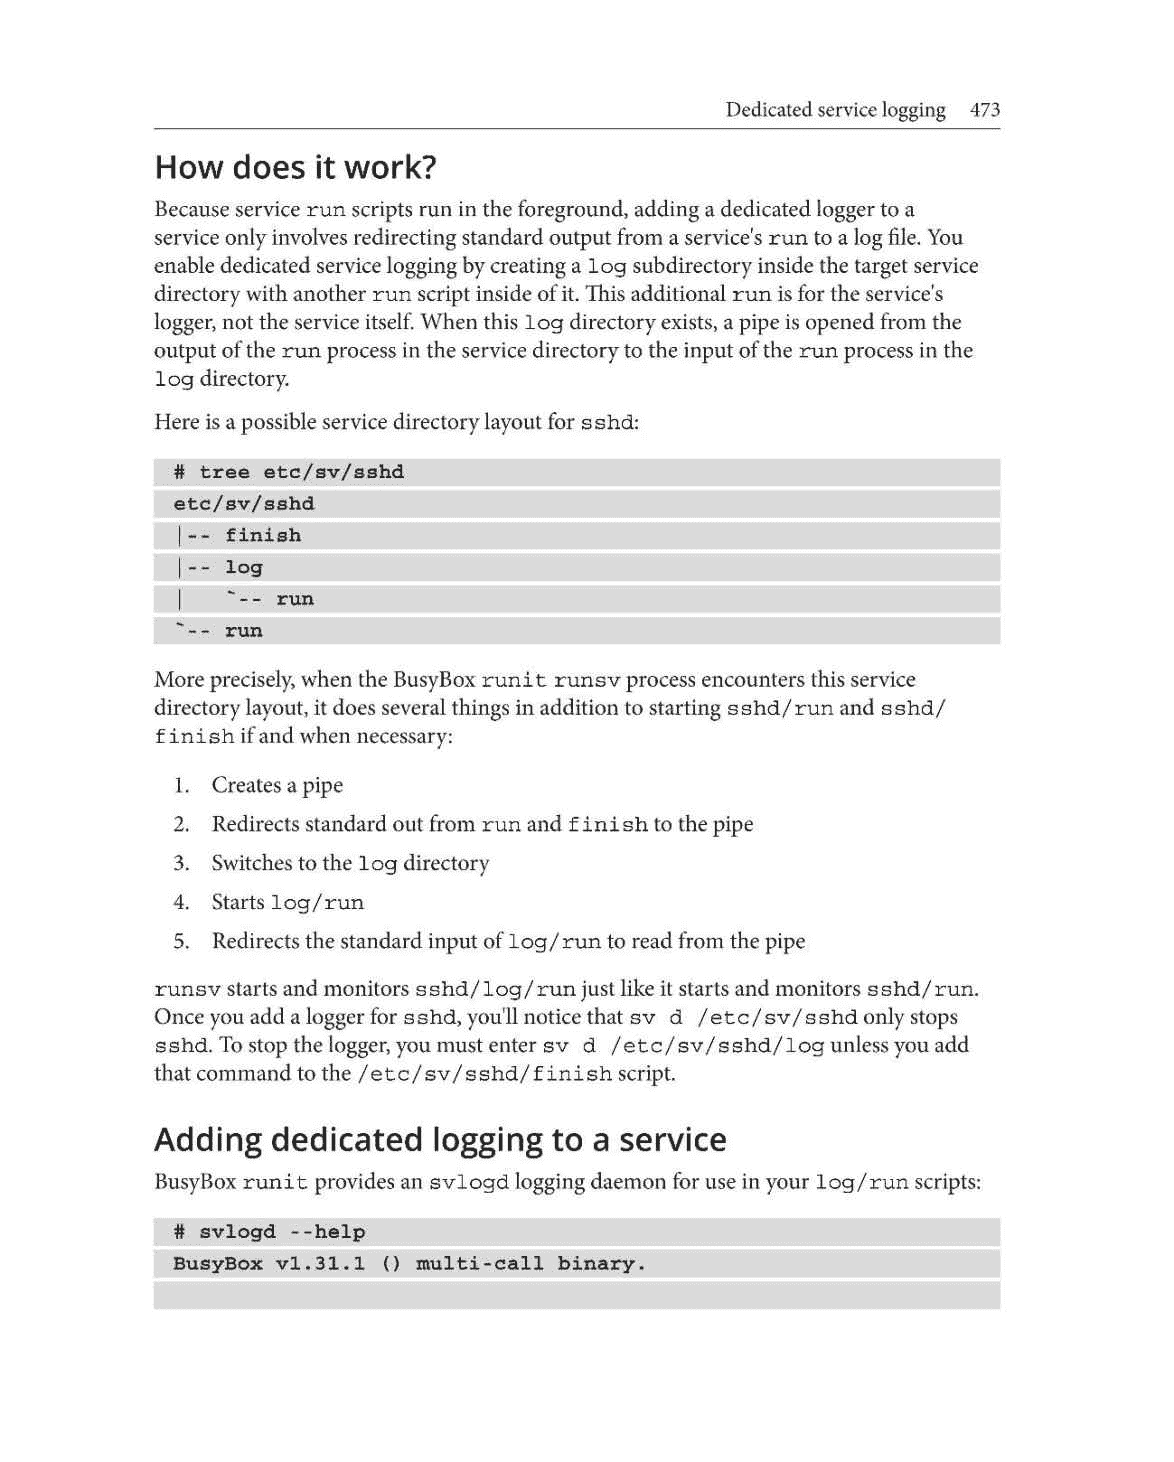 Dedicated service logging 473
How does it work?
Because service run scripts run in the foreground, adding a dedicated logger to a
service only involves redirecting standard output from a service's run to a log file. You
enable dedicated service logging by creating a log subdirectory inside the target service
directory with another run script inside of it. This additional run is for the service's
logger, not the service itself. When this log directory exists, a pipe is opened from the
output of the run process in the service directory to the input of the run process in the
log directory.
Here is a possible service directory layout for sshd:
# tree etc/sv/sshd
etc/sv/sshd
|-- finish
|-- log
|   `-- run
`-- run
More precisely, when the BusyBox runit runsv process encounters this service
directory layout, it does several things in addition to starting sshd/run and sshd/
finish if and when necessary:
1. Creates a pipe
2. Redirects standard out from run and finish to the pipe
3. Switches to the log directory
4. Starts log/run
5. Redirects the standard input of log/run to read from the pipe
runsv starts and monitors sshd/log/run just like it starts and monitors sshd/run.
Once you add a logger for sshd, you'll notice that sv d /etc/sv/sshd only stops
sshd. To stop the logger, you must enter sv d /etc/sv/sshd/log unless you add
that command to the /etc/sv/sshd/finish script.
Adding dedicated logging to a service
BusyBox runit provides an svlogd logging daemon for use in your log/run scripts:
# svlogd --help
BusyBox v1.31.1 () multi-call binary.